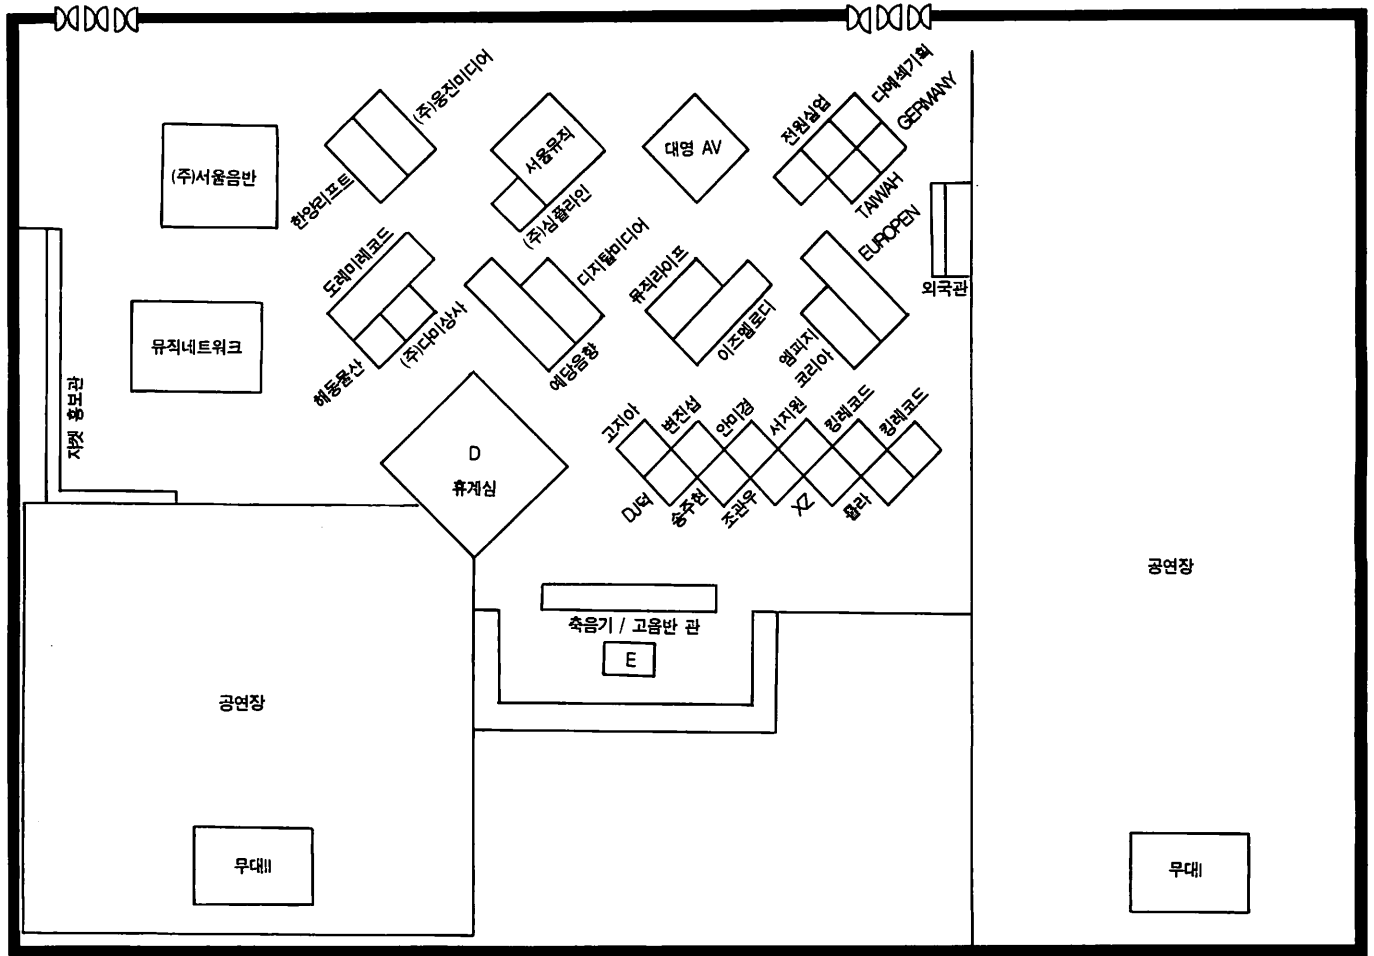 (주)서울음반
한양리프트
(주)웅진미디어
서울뮤직
(주)심플라인
대영 AV
전원실업
다메섹기획
GERMANY
TAIWAH
EUROPEN
외국관
뮤직네트워크
도레미레코드
해동물산
(주)다미상사
디지탈미디어
예당음향
뮤직라이프
이즈멜로디
엠피지
코리아
자켓 홍보관
D
휴게실
고지아
변진섭
안미경
서지원
킹레코드
킹레코드
DJ덕
송주현
조관우
XZ
축음기 / 고음반 관
E
공연장
무대II
공연장
무대I